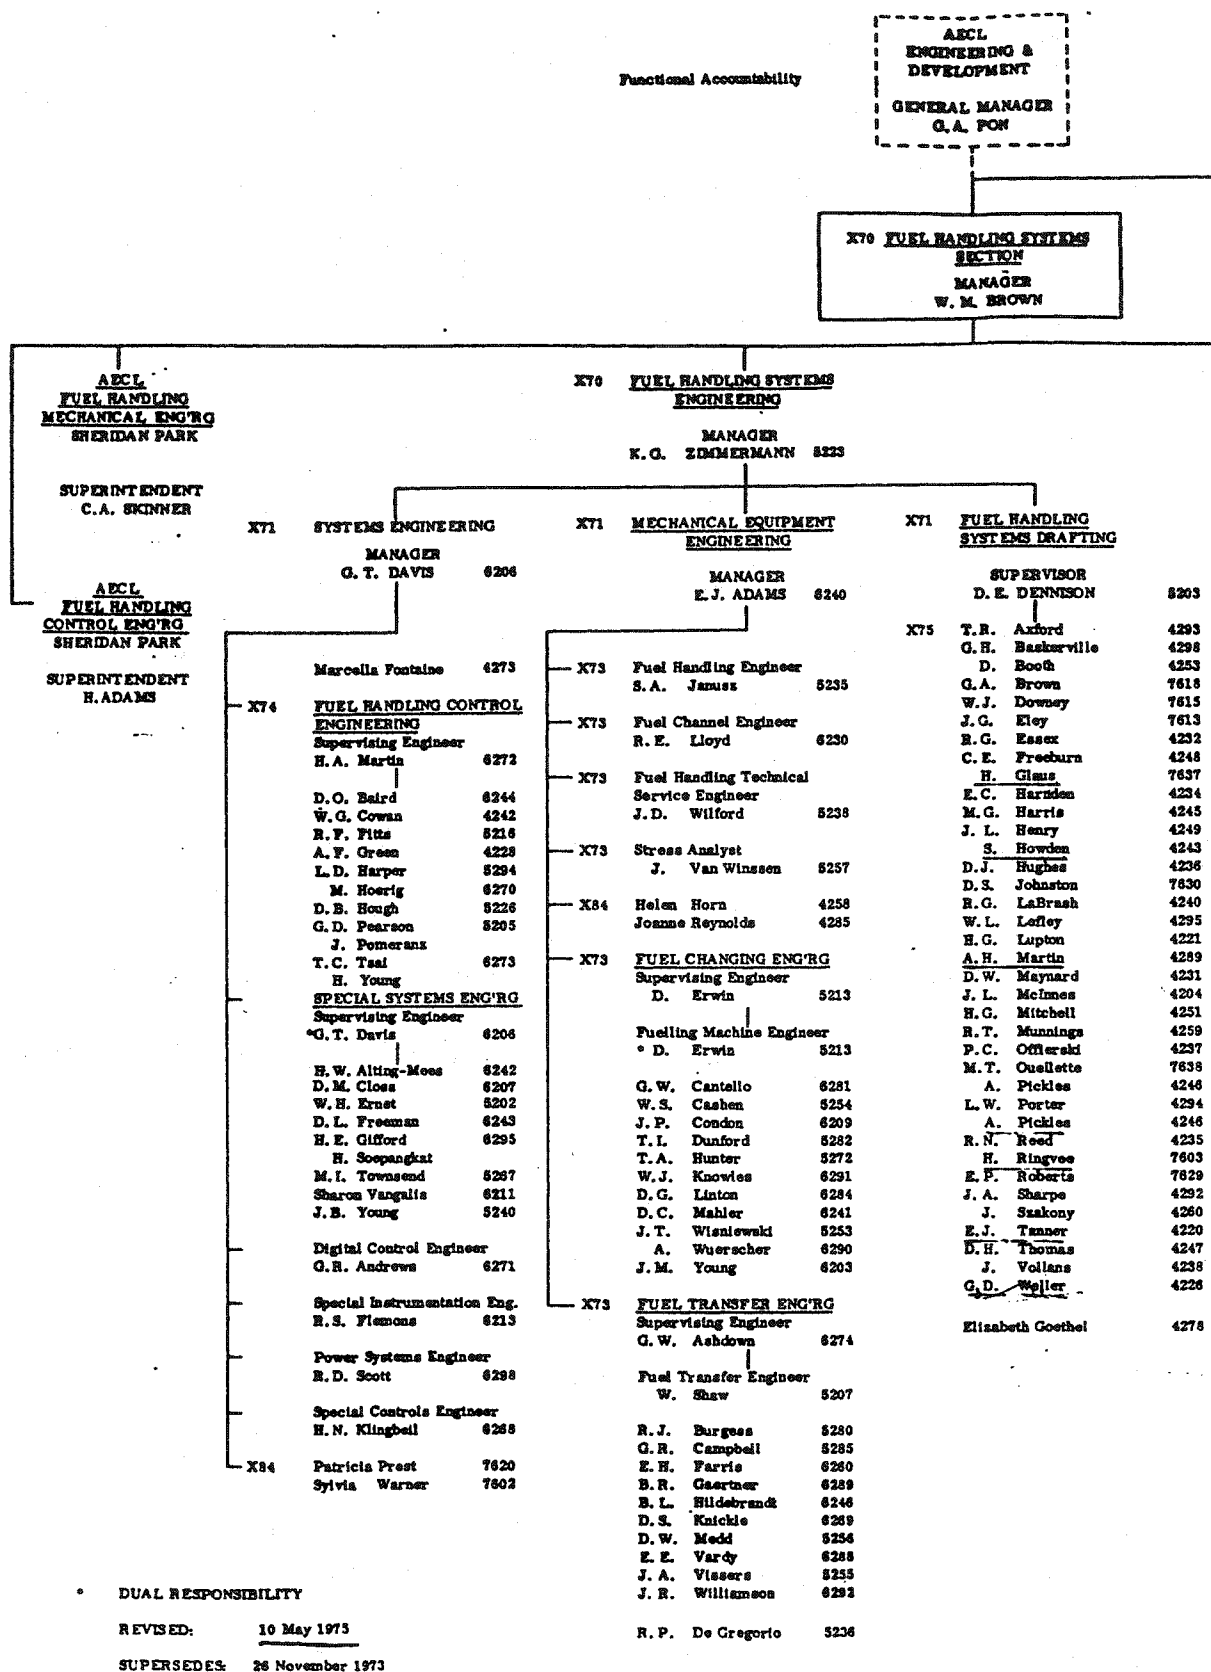 Functional Accountability
AECL
ENGINEERING &
DEVELOPMENT
GENERAL MANAGER
G.A. PON
X70 FUEL HANDLING SYSTEMS
SECTION
MANAGER
W. M. BROWN
AECL
FUEL HANDLING
MECHANICAL ENG'RG
SHERIDAN PARK
SUPERINTENDENT
C.A. SKINNER
AECL
FUEL HANDLING
CONTROL ENG'RG
SHERIDAN PARK
SUPERINTENDENT
H. ADAMS
X70 FUEL HANDLING SYSTEMS
ENGINEERING
MANAGER
K.G. ZIMMERMANN 5223
X71 SYSTEMS ENGINEERING
MANAGER
G. T. DAVIS 6206
Marcella Fontaine 4273
X74 FUEL HANDLING CONTROL
ENGINEERING
Supervising Engineer
H.A. Martin 6272
D.O. Baird 6244
W.G. Cowan 4242
R.F. Fitts 5216
A.F. Green 4228
L.D. Harper 5294
M. Hoerig 6270
D.B. Hough 5226
G.D. Pearson 5205
J. Pomerans
T.C. Tsai 6273
H. Young
SPECIAL SYSTEMS ENG'RG
Supervising Engineer
*G.T. Davis 6206
H.W. Alting-Mees 6242
D.M. Closs 6207
W.H. Ernst 5202
D.L. Freeman 6243
H.E. Gifford 6295
H. Soepangkat
M.I. Townsend 5267
Sharon Vangalis 6211
J.B. Young 5240
Digital Control Engineer
G.R. Andrews 6271
Special Instrumentation Eng.
R.S. Flemons 6213
Power Systems Engineer
R.D. Scott 6298
Special Controls Engineer
H.N. Klingbeil 6268
X84 Patricia Prest 7620
Sylvia Warner 7602
X71 MECHANICAL EQUIPMENT
ENGINEERING
MANAGER
E.J. ADAMS 6240
X73 Fuel Handling Engineer
S.A. Janusz 5235
X73 Fuel Channel Engineer
R.E. Lloyd 6230
X73 Fuel Handling Technical
Service Engineer
J.D. Wilford 5238
X73 Stress Analyst
J. Van Winssen 5257
X84 Helen Horn 4258
Joanne Reynolds 4285
X73 FUEL CHANGING ENG'RG
Supervising Engineer
D. Erwin 5213
Fuelling Machine Engineer
* D. Erwin 5213
G.W. Cantello 6281
W.S. Cashen 5254
J.P. Condon 6209
T.I. Dunford 5282
T.A. Hunter 5272
W.J. Knowles 6291
D.G. Linton 6284
D.C. Mahler 6241
J.T. Wisniewski 5253
A. Wuerscher 6290
J.M. Young 6203
X73 FUEL TRANSFER ENG'RG
Supervising Engineer
G.W. Ashdown 6274
Fuel Transfer Engineer
W. Shaw 5207
R.J. Burgess 5280
G.R. Campbell 5285
E.H. Farris 6260
B.R. Gaertner 6289
B.L. Hildebrandt 6246
D.S. Knickle 6269
D.W. Medd 5256
E.E. Vardy 6288
J.A. Vissers 5255
J.R. Williamson 6292
R.P. De Gregorio 5236
X71 FUEL HANDLING
SYSTEMS DRAFTING
SUPERVISOR
D.E. DENNISON 5203
X75 T.R. Axford 4293
G.H. Baskerville 4298
D. Booth 4253
G.A. Brown 7618
W.J. Downey 7615
J.G. Eley 7613
R.G. Essex 4232
C.E. Freeburn 4248
H. Glaus 7637
E.C. Harnden 4234
M.G. Harris 4245
J.L. Henry 4249
S. Howden 4243
D.J. Hughes 4236
D.S. Johnston 7630
R.G. LaBrash 4240
W.L. Lefley 4295
H.G. Lupton 4221
A.H. Martin 4289
D.W. Maynard 4231
J.L. McInnes 4204
H.G. Mitchell 4251
R.T. Munnings 4259
P.C. Offierski 4237
M.T. Ouellette 7638
A. Pickles 4246
L.W. Porter 4294
A. Pickles 4246
R.N. Reed 4235
H. Ringvee 7603
E.P. Roberts 7629
J.A. Sharpe 4292
J. Szakony 4260
E.J. Tanner 4220
D.H. Thomas 4247
J. Vollans 4238
G.D. Weller 4226
Elizabeth Goethel 4278
* DUAL RESPONSIBILITY
REVISED: 10 May 1975
SUPERSEDES: 26 November 1973